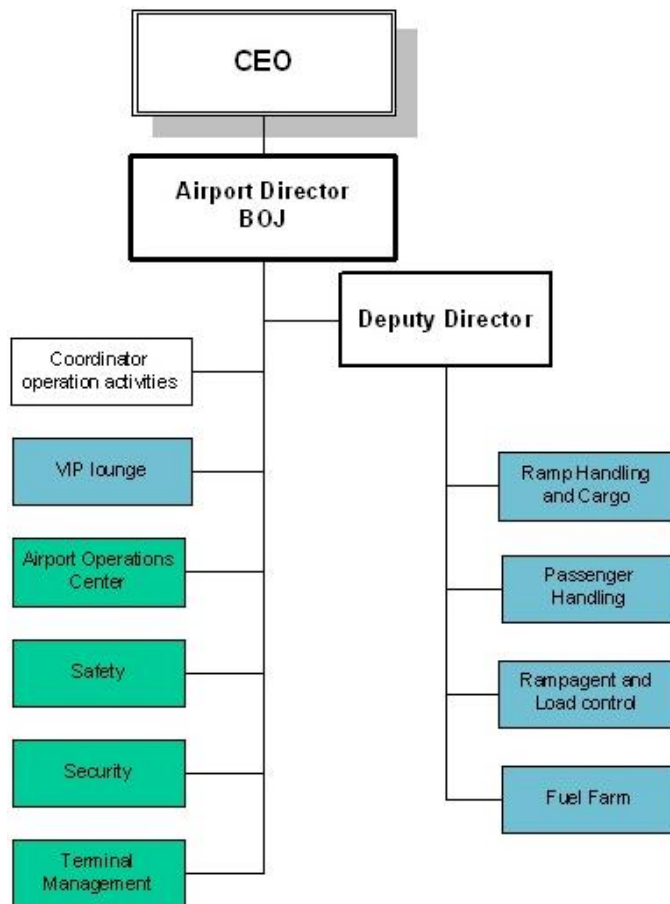 CEO
Airport Director
BOJ
Deputy Director
Coordinator
operation activities
VIP lounge
Airport Operations
Center
Safety
Security
Terminal
Management
Ramp Handling
and Cargo
Passenger
Handling
Rampagent and
Load control
Fuel Farm